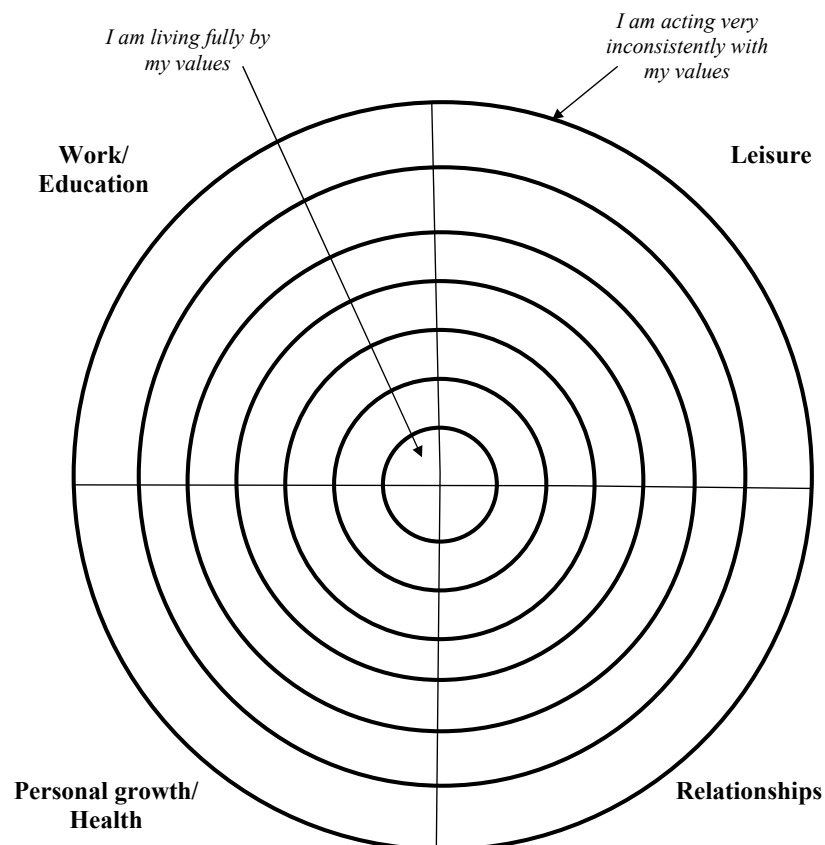 I am living fully by
my values
I am acting very
inconsistently with
my values
Work/
Education
Leisure
Personal growth/
Health
Relationships